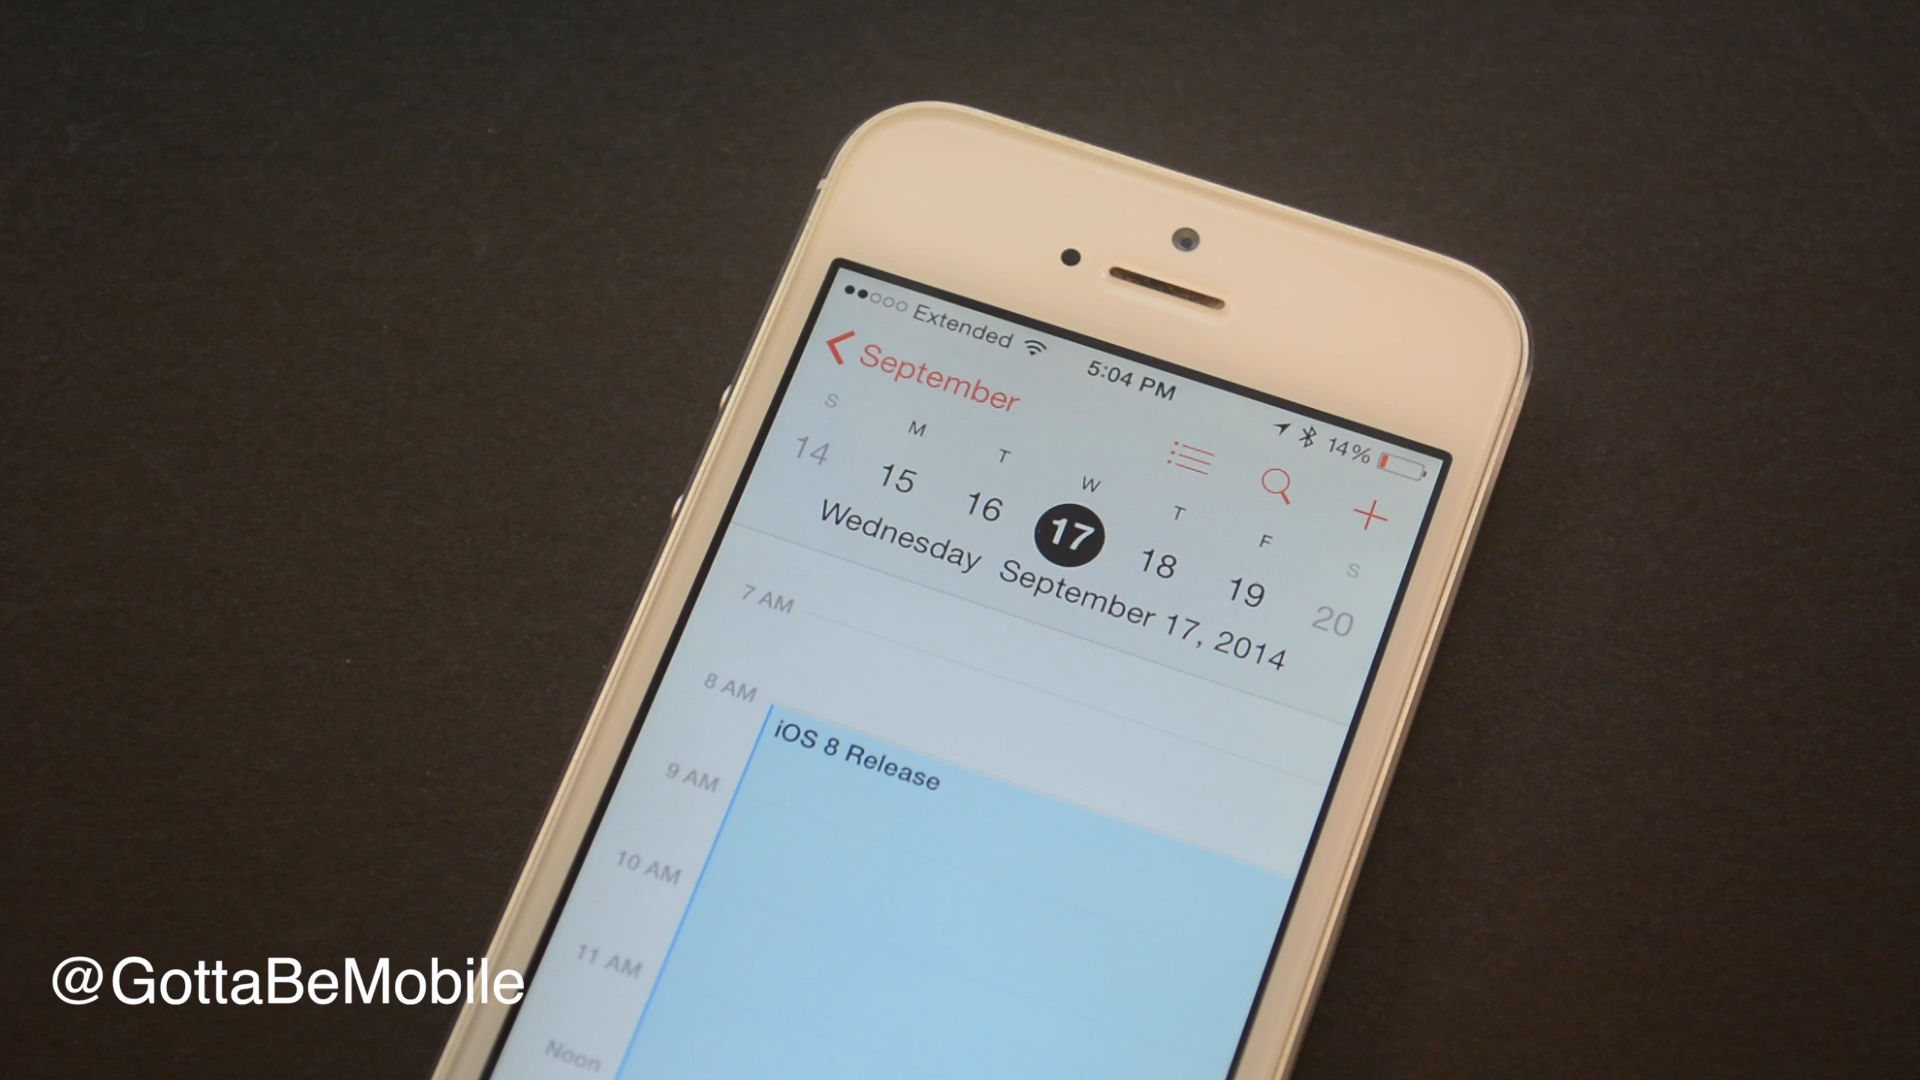 Extended 5:04 PM 14%
September
S M T W T F S
14 15 16 17 18 19 20
Wednesday September 17, 2014
7 AM
8 AM
iOS 8 Release
9 AM
10 AM
11 AM
Noon
@GottaBeMobile